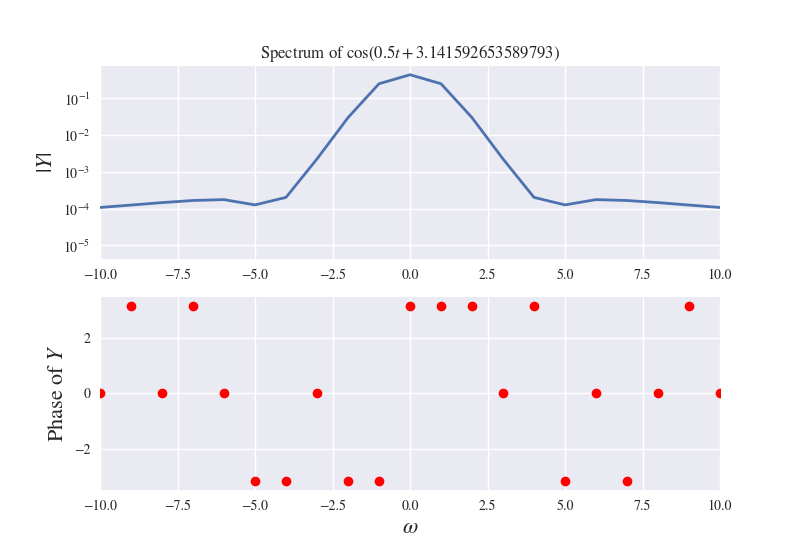 Spectrum of cos(0.5t + 3.141592653589793)
10⁻¹
10⁻²
10⁻³
10⁻⁴
10⁻⁵
|Y|
−10.0 −7.5 −5.0 −2.5 0.0 2.5 5.0 7.5 10.0
2
0
−2
Phase of Y
−10.0 −7.5 −5.0 −2.5 0.0 2.5 5.0 7.5 10.0
ω